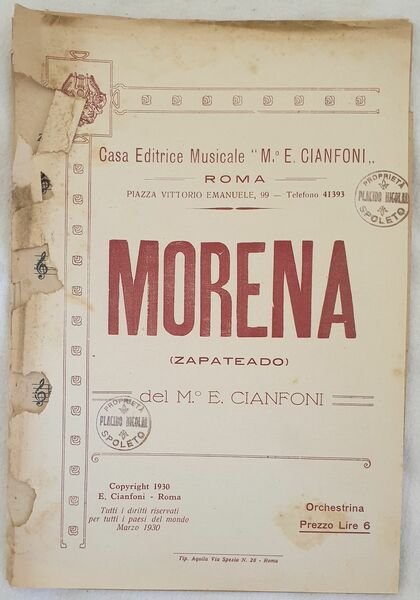 Casa Editrice Musicale "M.º E. CIANFONI„
ROMA
PIAZZA VITTORIO EMANUELE, 99 — Telefono 41393
PROPRIETÀ
PLACIDO NICOLAI
SPOLETO
MORENA
(ZAPATEADO)
del M.º E. CIANFONI
PROPRIETÀ
PLACIDO NICOLAI
SPOLETO
Copyright 1930
E. Cianfoni - Roma
Tutti i diritti riservati
per tutti i paesi del mondo
Marzo 1930
Orchestrina
Prezzo Lire 6
Tip. Aquila Via Spezia N. 28 - Roma